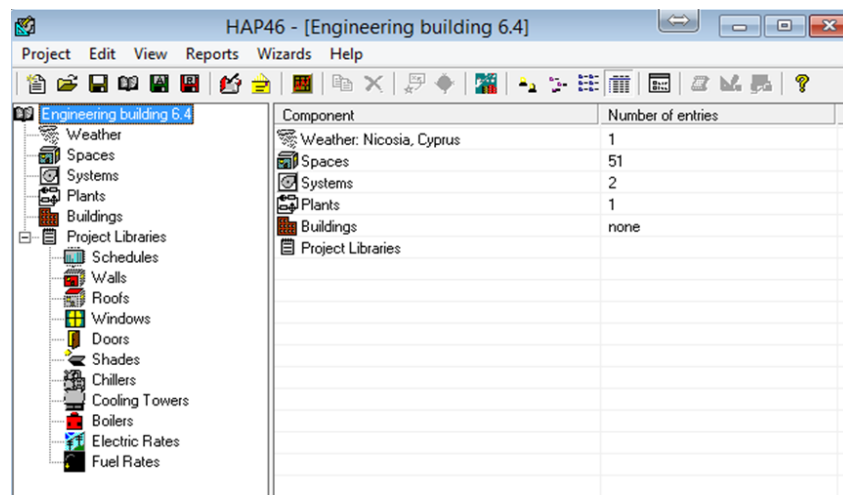 HAP46 - [Engineering building 6.4]
Project Edit View Reports Wizards Help
Engineering building 6.4
Weather
Spaces
Systems
Plants
Buildings
Project Libraries
Schedules
Walls
Roofs
Windows
Doors
Shades
Chillers
Cooling Towers
Boilers
Electric Rates
Fuel Rates
Component Number of entries
Weather: Nicosia, Cyprus 1
Spaces 51
Systems 2
Plants 1
Buildings none
Project Libraries